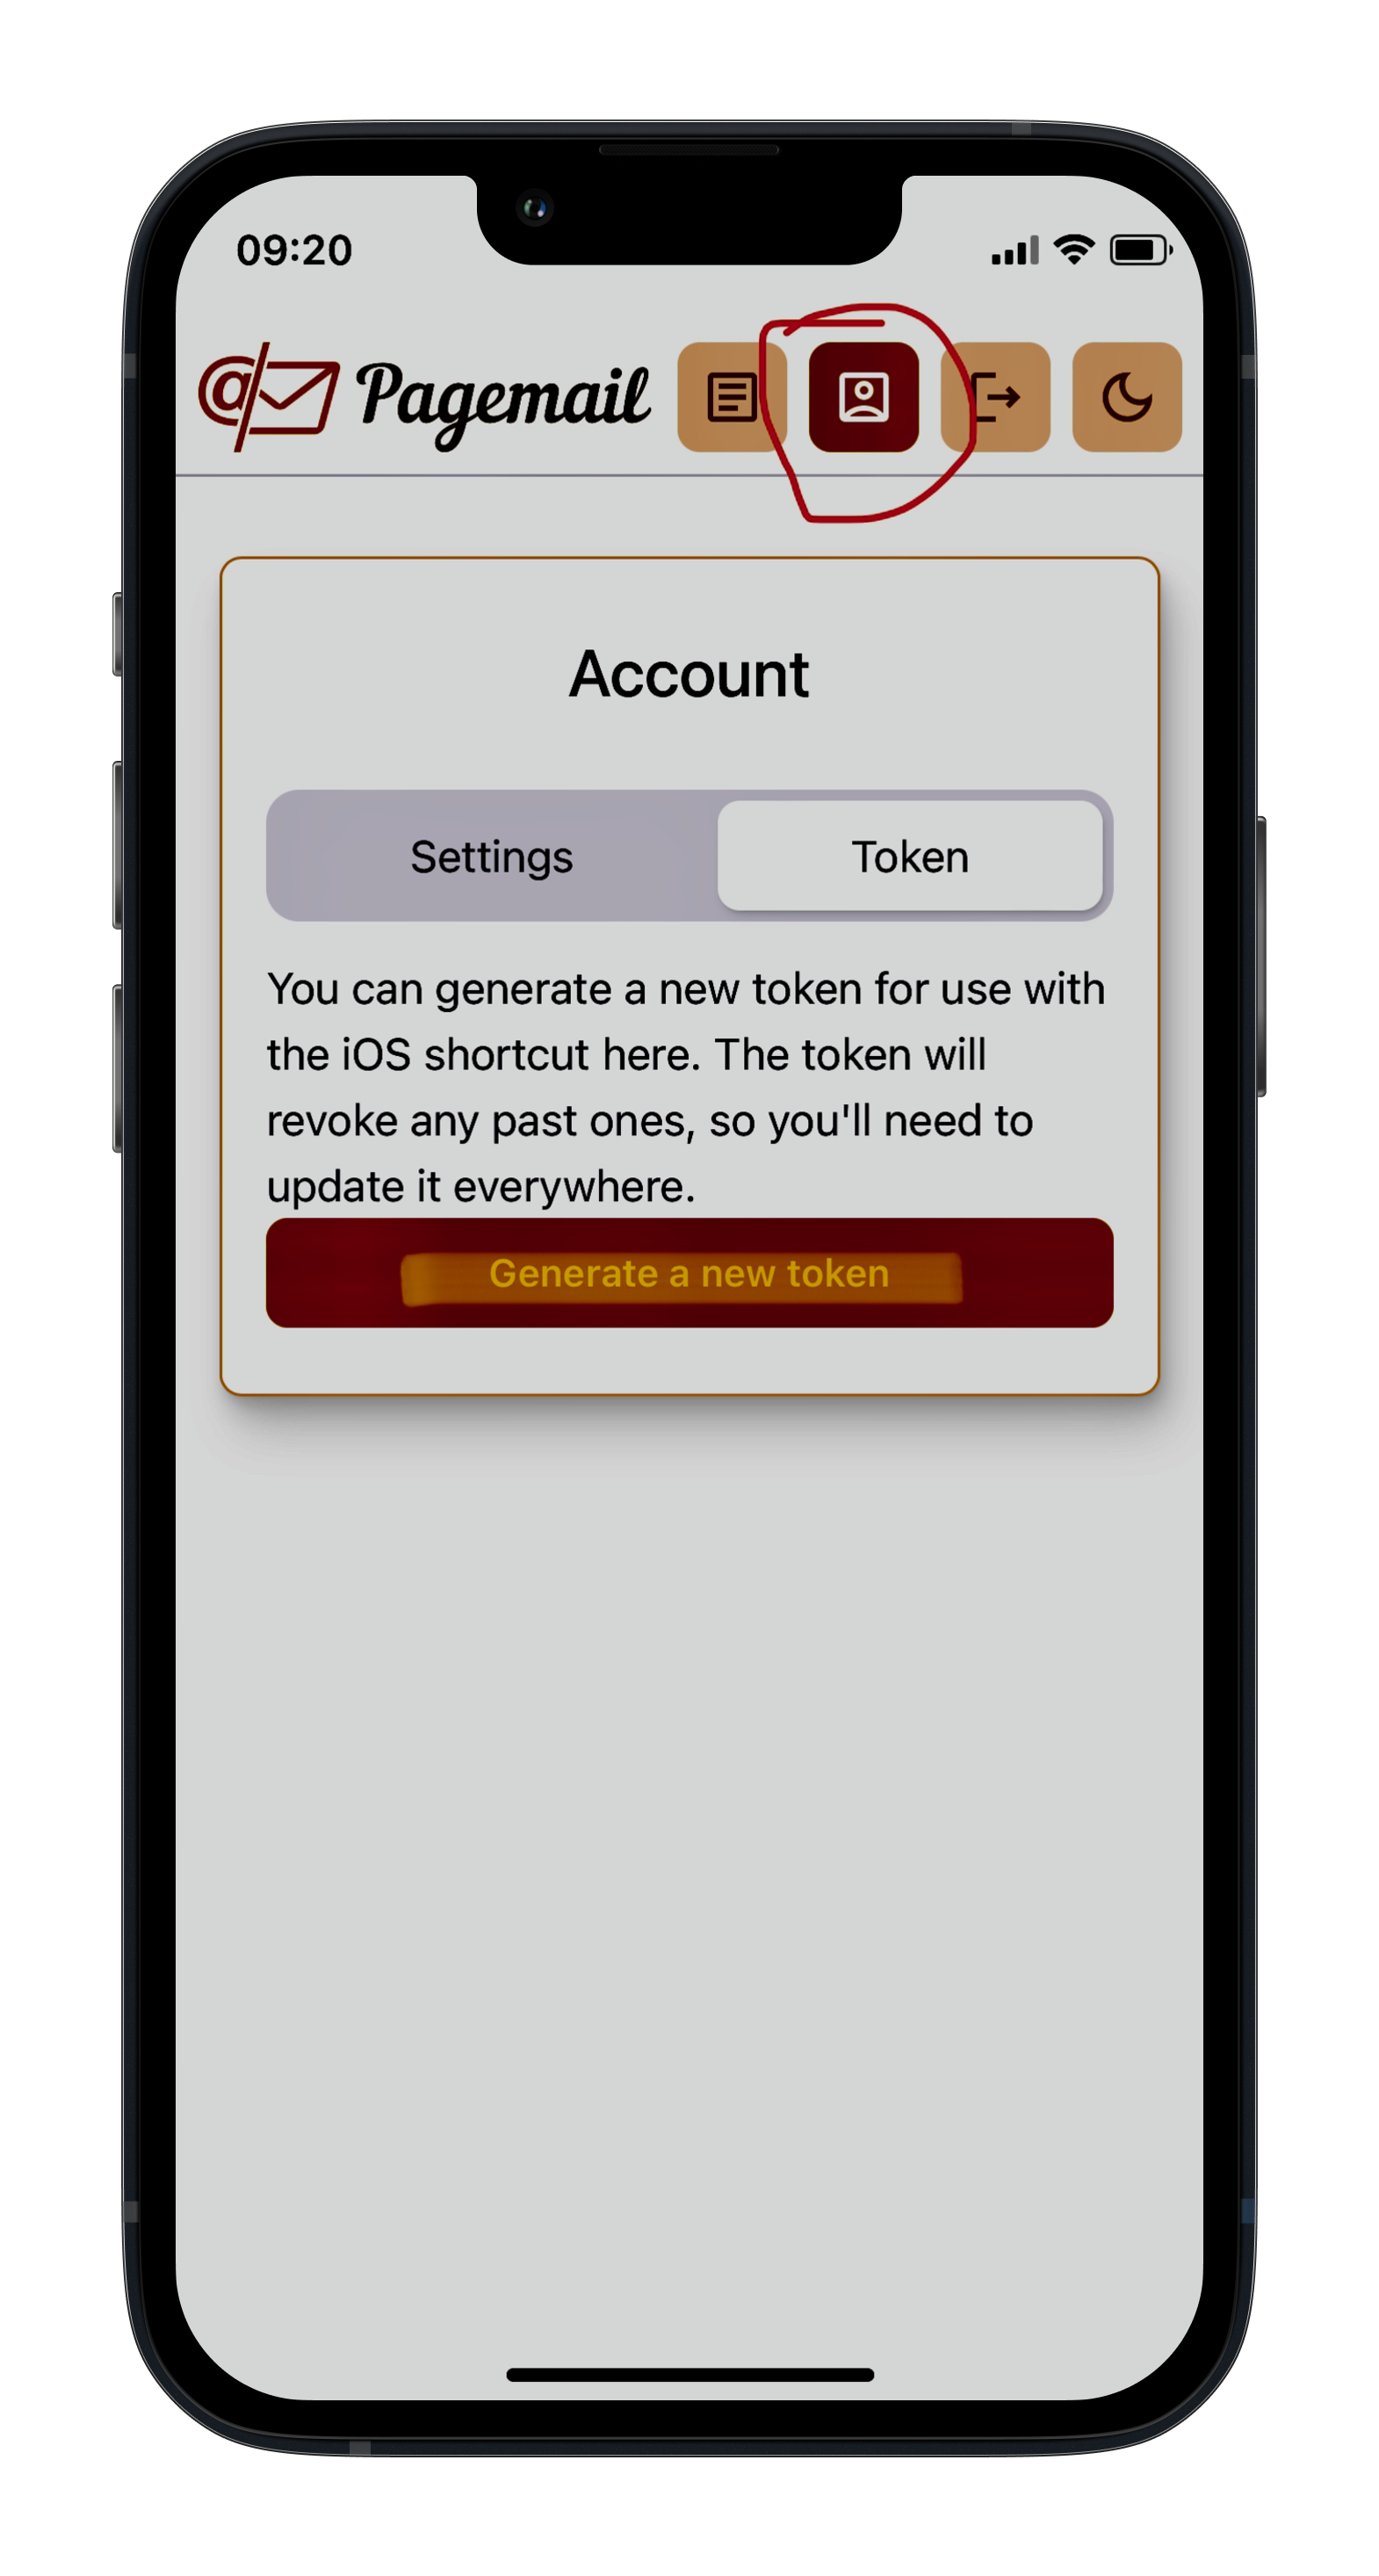 09:20
@ Pagemail
Account
Settings Token
You can generate a new token for use with
the iOS shortcut here. The token will
revoke any past ones, so you'll need to
update it everywhere.
Generate a new token